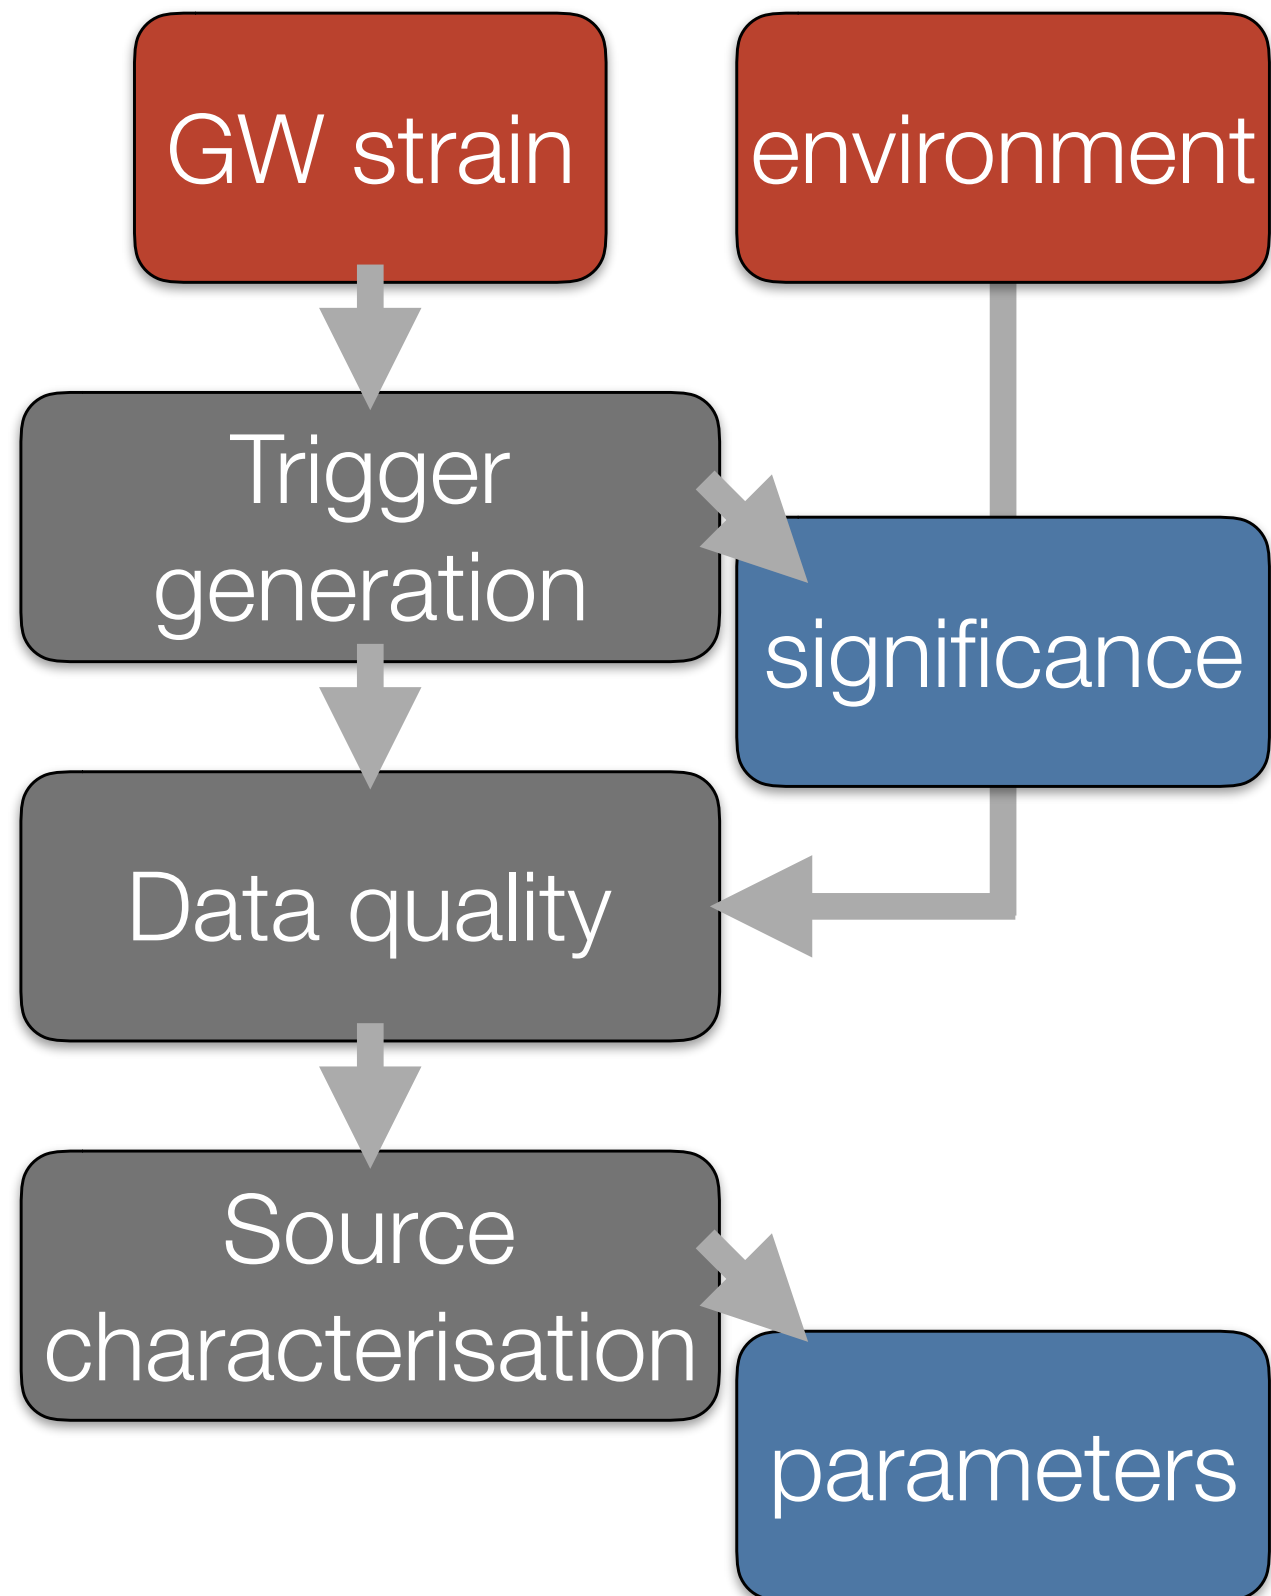 GW strain
environment
Trigger
generation
significance
Data quality
Source
characterisation
parameters